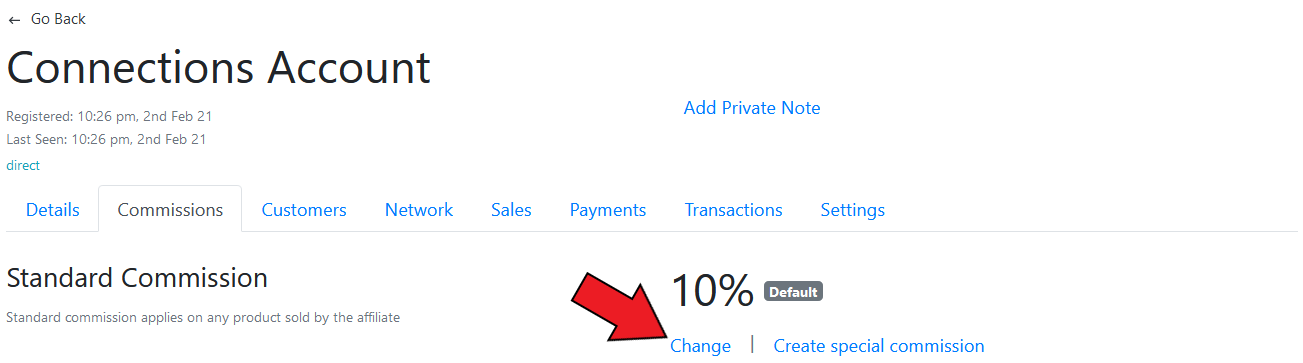 ← Go Back
Connections Account
Registered: 10:26 pm, 2nd Feb 21
Add Private Note
Last Seen: 10:26 pm, 2nd Feb 21
direct
Details Commissions Customers Network Sales Payments Transactions Settings
Standard Commission
10% Default
Standard commission applies on any product sold by the affiliate
Change | Create special commission